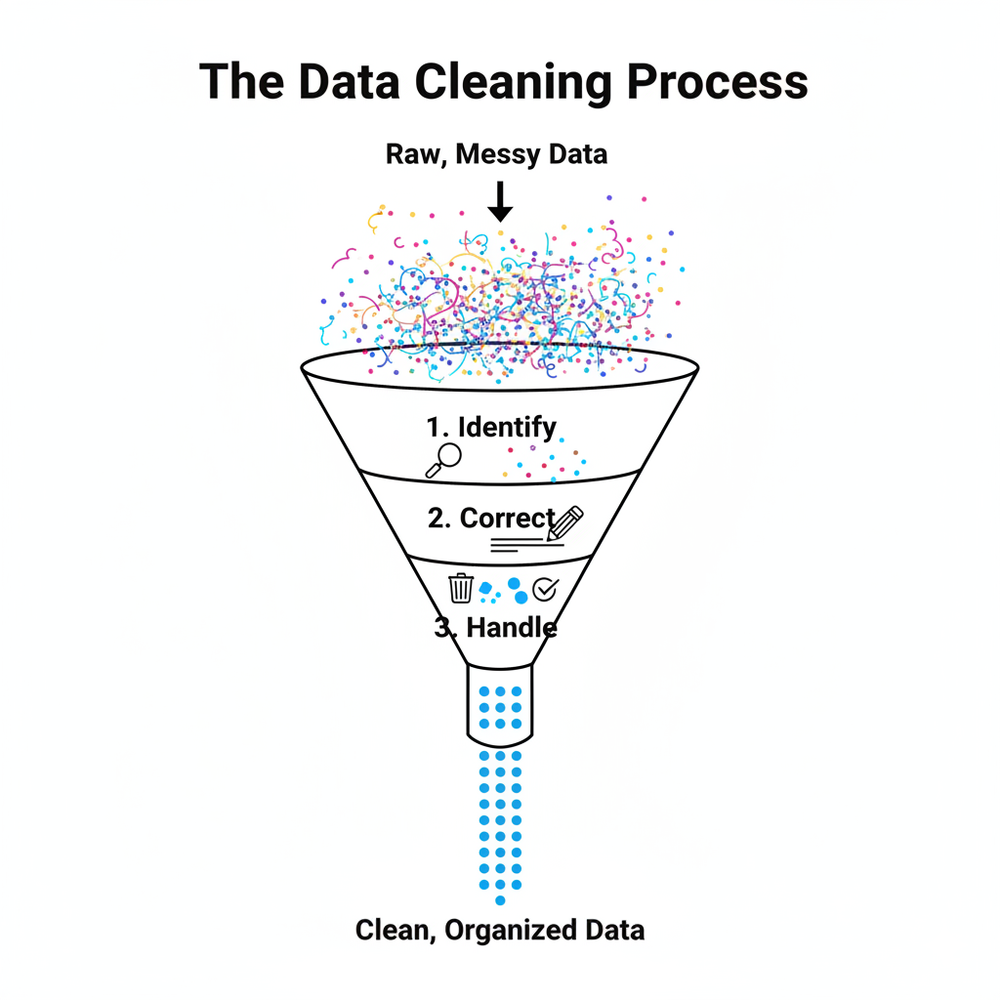 The Data Cleaning Process
Raw, Messy Data
1. Identify
2. Correct
3. Handle
Clean, Organized Data